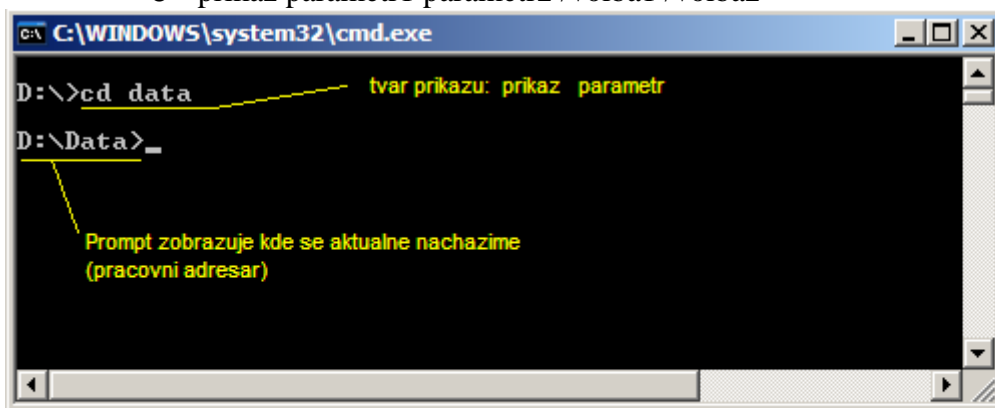 C:\WINDOWS\system32\cmd.exe
D:\>cd data tvar prikazu: prikaz parametr
D:\Data>_
Prompt zobrazuje kde se aktualne nachazime
(pracovni adresar)